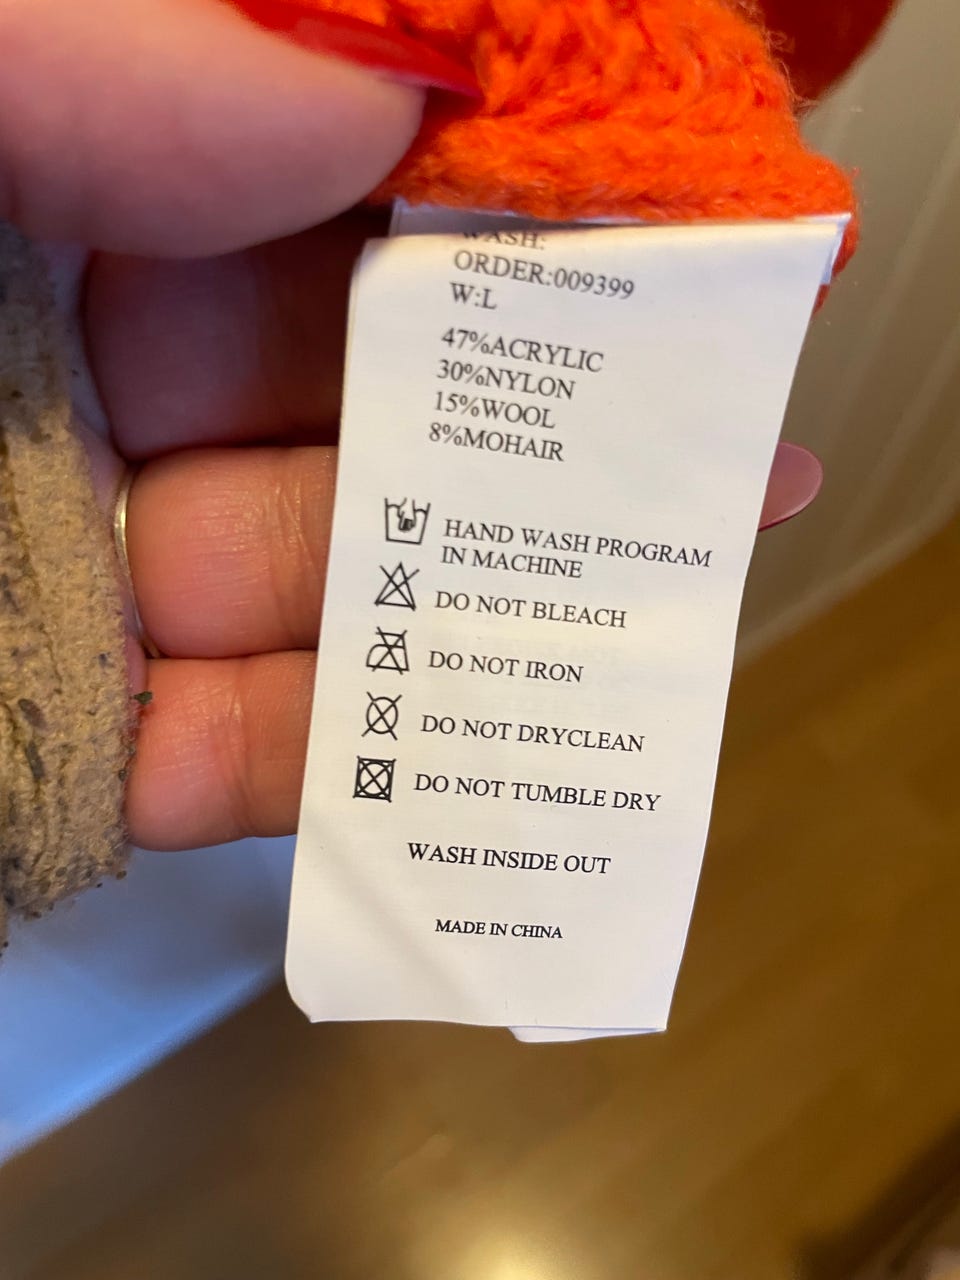 WASH:
ORDER:009399
W:L
47%ACRYLIC
30%NYLON
15%WOOL
8%MOHAIR
HAND WASH PROGRAM
IN MACHINE
DO NOT BLEACH
DO NOT IRON
DO NOT DRYCLEAN
DO NOT TUMBLE DRY
WASH INSIDE OUT
MADE IN CHINA